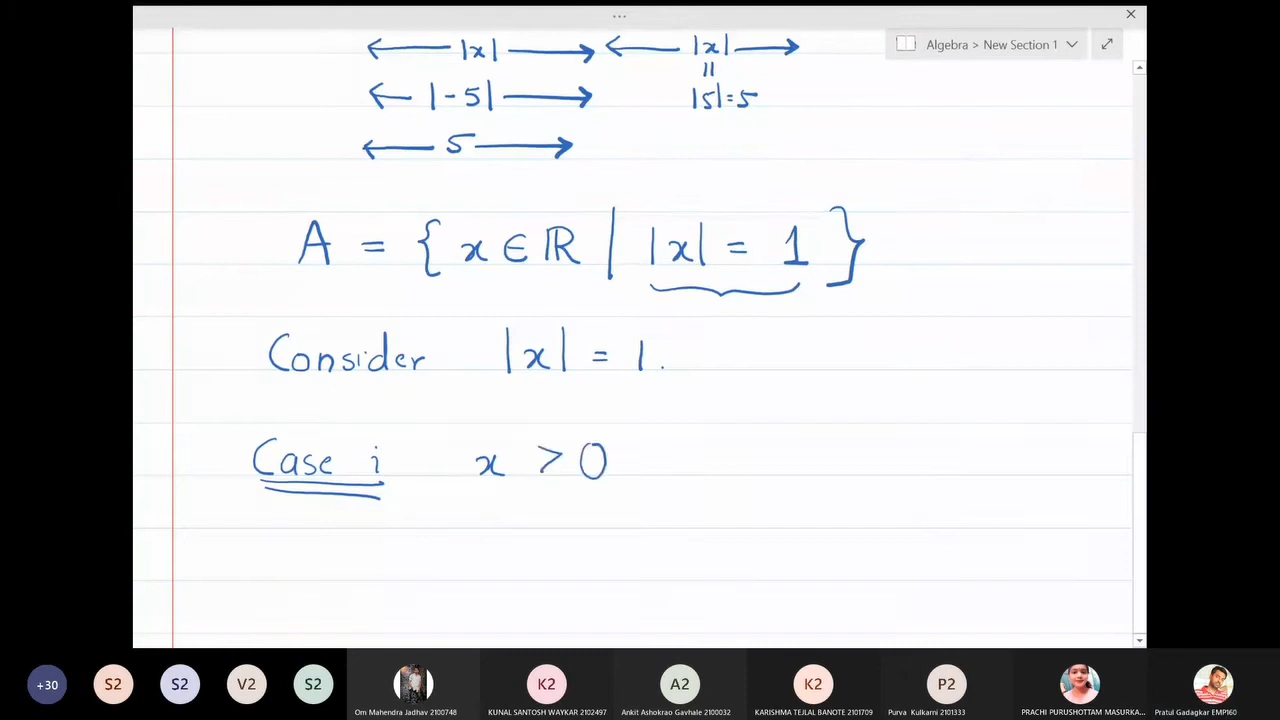 ...
Algebra > New Section 1
|x| |x|
||
|-5| |5|=5
5
A = { x ∈ ℝ | |x| = 1 }
Consider |x| = 1.
Case i x > 0
+30 S2 S2 V2 S2 K2 A2 K2 P2
Om Mahendra Jadhav 2100748 KUNAL SANTOSH WAYKAR 2102497 Ankit Ashokrao Gavhale 2100032 KARISHMA TEJLAL BANOTE 2101709 Purva Kulkarni 2101333 PRACHI PURUSHOTTAM MASURKA... Pratul Gadagkar EMP160